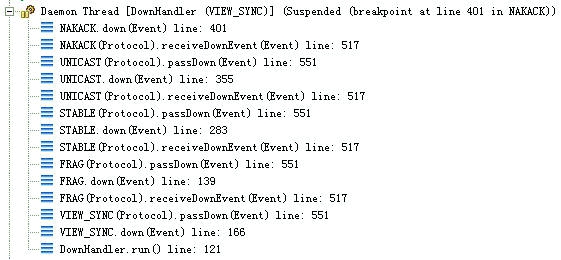 Daemon Thread [DownHandler (VIEW_SYNC)] (Suspended (breakpoint at line 401 in NAKACK))
NAKACK.down(Event) line: 401
NAKACK(Protocol).receiveDownEvent(Event) line: 517
UNICAST(Protocol).passDown(Event) line: 551
UNICAST.down(Event) line: 355
UNICAST(Protocol).receiveDownEvent(Event) line: 517
STABLE(Protocol).passDown(Event) line: 551
STABLE.down(Event) line: 283
STABLE(Protocol).receiveDownEvent(Event) line: 517
FRAG(Protocol).passDown(Event) line: 551
FRAG.down(Event) line: 139
FRAG(Protocol).receiveDownEvent(Event) line: 517
VIEW_SYNC(Protocol).passDown(Event) line: 551
VIEW_SYNC.down(Event) line: 166
DownHandler.run() line: 121